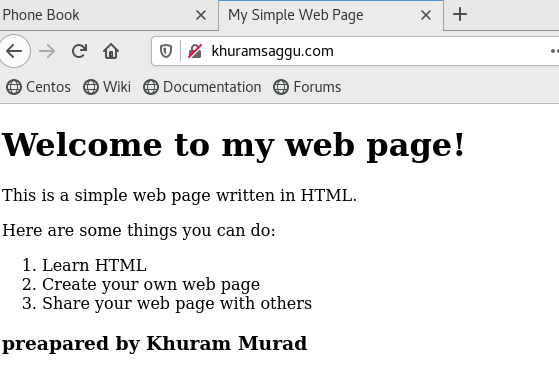 Phone Book
My Simple Web Page
khuramsaggu.com
Centos Wiki Documentation Forums
Welcome to my web page!
This is a simple web page written in HTML.
Here are some things you can do:
1. Learn HTML
2. Create your own web page
3. Share your web page with others
preapared by Khuram Murad